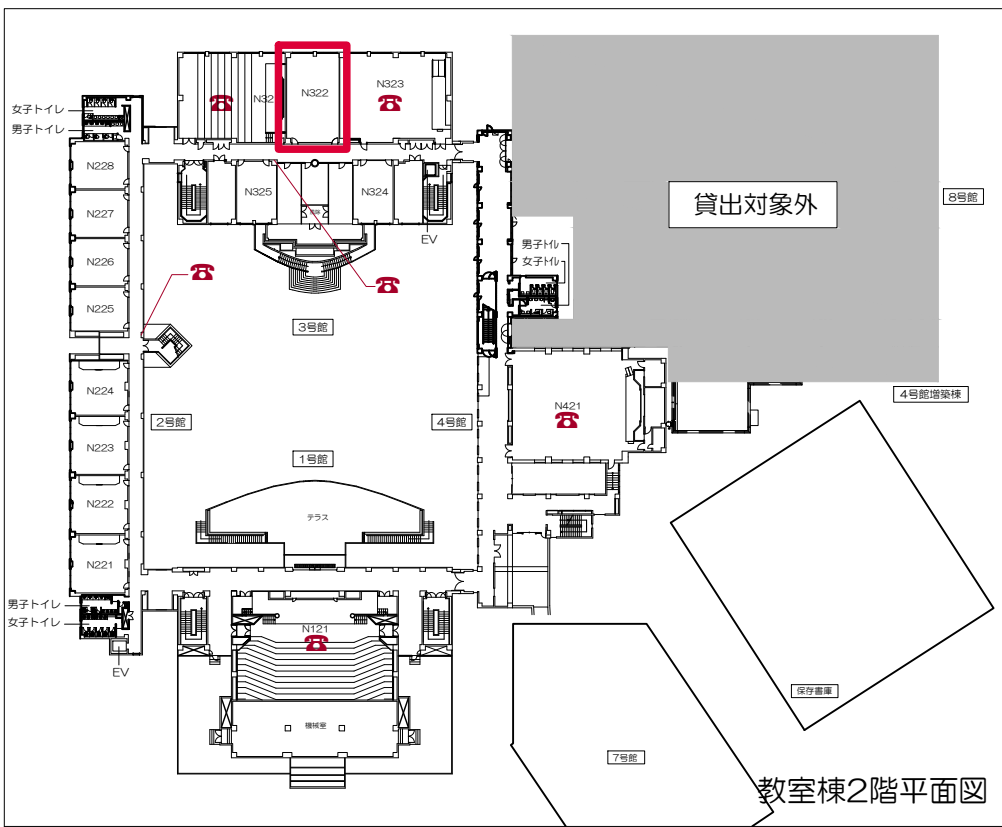 N322
N323
N32
女子トイレ
男子トイレ
N228
N227
N226
N225
N325
N324
EV
貸出対象外
8号館
男子トイレ
女子トイレ
3号館
N224
N223
N222
N221
2号館
4号館
1号館
N421
4号館増築棟
テラス
男子トイレ
女子トイレ
EV
N121
機械室
保存書庫
7号館
教室棟2階平面図